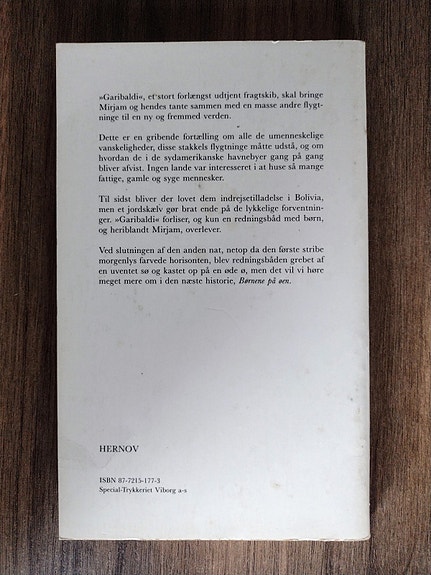 »Garibaldi«, et stort forlængst udtjent fragtskib, skal bringe
Mirjam og hendes tante sammen med en masse andre flygt-
ninge til en ny og fremmed verden.
Dette er en gribende fortælling om alle de umenneskelige
vanskeligheder, disse stakkels flygtninge måtte udstå, og om
hvordan de i de sydamerikanske havnebyer gang på gang
bliver afvist. Ingen lande var interesseret i at huse så mange
fattige, gamle og syge mennesker.
Til sidst bliver der lovet dem indrejsetilladelse i Bolivia,
men et jordskælv gør brat ende på de lykkelige forventnin-
ger. »Garibaldi« forliser, og kun en redningsbåd med børn,
og heriblandt Mirjam, overlever.
Ved slutningen af den anden nat, netop da den første stribe
morgenlys farvede horisonten, blev redningsbåden grebet af
en uventet sø og kastet op på en øde ø, men det vil vi høre
meget mere om i den næste historie, Børnene på øen.
HERNOV
ISBN 87-7215-177-3
Special-Trykkeriet Viborg a-s